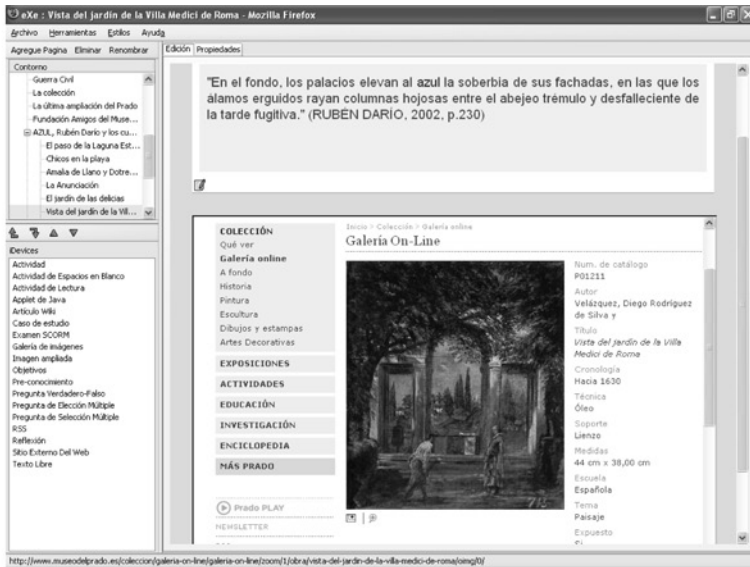 eXe : Vista del jardín de la Villa Medici de Roma - Mozilla Firefox
Archivo Herramientas Estilos Ayuda
Agregue Pagina Eliminar Renombrar
Contorno
Guerra Civil
La colección
La última ampliación del Prado
Fundación Amigos del Muse...
AZUL, Rubén Darío y los cu...
El paso de la Laguna Est...
Chicos en la playa
Amalia de Llano y Dotre...
La Anunciación
El jardín de las delicias
Vista del jardín de la Vill...
iDevices
Actividad
Actividad de Espacios en Blanco
Actividad de Lectura
Applet de Java
Artículo Wiki
Caso de estudio
Examen SCORM
Galería de imágenes
Imagen ampliada
Objetivos
Pre-conocimiento
Pregunta Verdadero-Falso
Pregunta de Elección Múltiple
Pregunta de Selección Múltiple
RSS
Reflexión
Sitio Externo Del Web
Texto Libre
Edición Propiedades
"En el fondo, los palacios elevan al azul la soberbia de sus fachadas, en las que los
álamos erguidos rayan columnas hojosas entre el abejeo trémulo y desfalleciente de
la tarde fugitiva." (RUBÉN DARÍO, 2002, p.230)
COLECCIÓN
Qué ver
Galería online
A fondo
Historia
Pintura
Escultura
Dibujos y estampas
Artes Decorativas
EXPOSICIONES
ACTIVIDADES
EDUCACIÓN
INVESTIGACIÓN
ENCICLOPEDIA
MÁS PRADO
Prado PLAY
NEWSLETTER
Inicio > Colección > Galería online
Galería On-Line
Num. de catálogo
P01211
Autor
Velázquez, Diego Rodríguez
de Silva y
Título
Vista del jardín de la Villa
Medici de Roma
Cronología
Hacia 1630
Técnica
Óleo
Soporte
Lienzo
Medidas
44 cm x 38,00 cm
Escuela
Española
Tema
Paisaje
Expuesto
http://www.museodelprado.es/coleccion/galeria-on-line/galeria-on-line/zoom/1/obra/vista-del-jardin-de-la-villa-medici-de-roma/oimg/0/